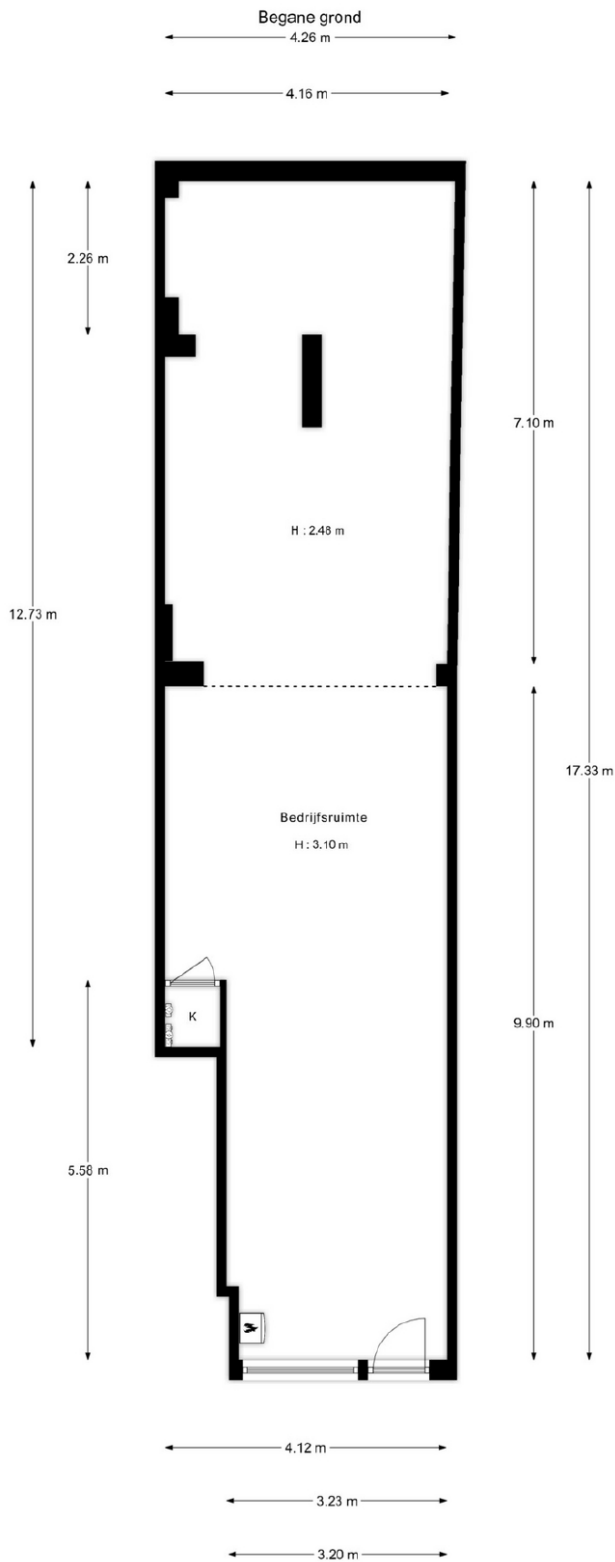 Begane grond
4.26 m
4.16 m
2.26 m
7.10 m
H : 2.48 m
12.73 m
17.33 m
Bedrijfsruimte
H : 3.10 m
K
9.90 m
5.58 m
4.12 m
3.23 m
3.20 m